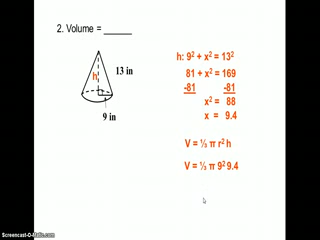 2. Volume = ______
h
13 in
9 in
h: 9² + x² = 13²
81 + x² = 169
-81 -81
x² = 88
x = 9.4
V = ⅓ π r² h
V = ⅓ π 9² 9.4
Screencast-O-Matic.com